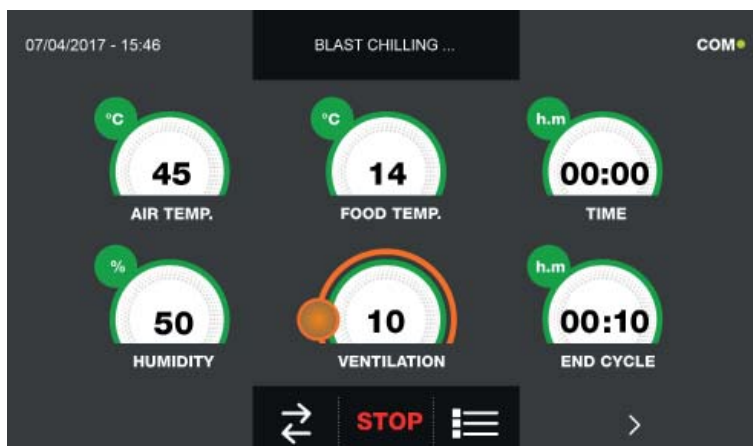 07/04/2017 - 15:46
BLAST CHILLING ...
COM
°C
45
AIR TEMP.
°C
14
FOOD TEMP.
h.m
00:00
TIME
%
50
HUMIDITY
10
VENTILATION
h.m
00:10
END CYCLE
STOP